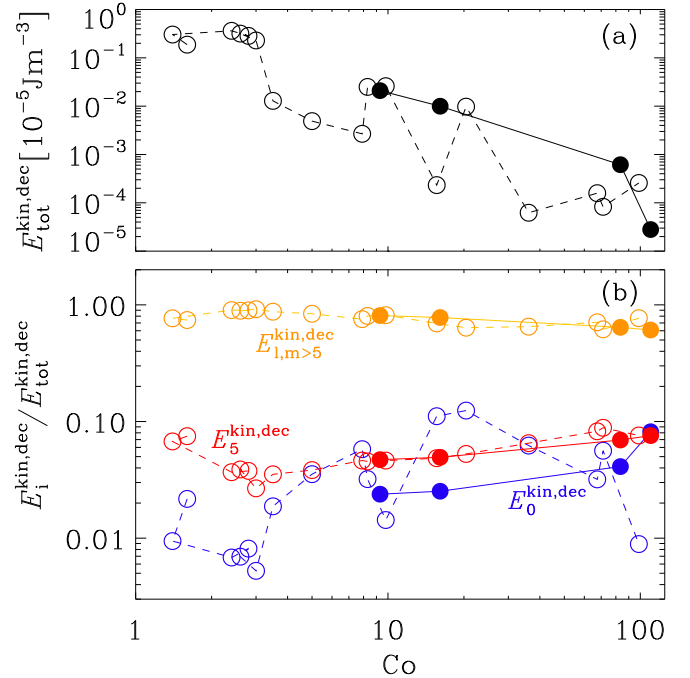 10^0
(a)
10^-1
10^-2
10^-3
10^-4
10^-5
E_tot^kin,dec [10^-5 Jm^-3]
(b)
1.00
E_l,m>5^kin,dec
0.10
E_5^kin,dec
E_0^kin,dec
0.01
E_i^kin,dec/E_tot^kin,dec
1 10 100
Co